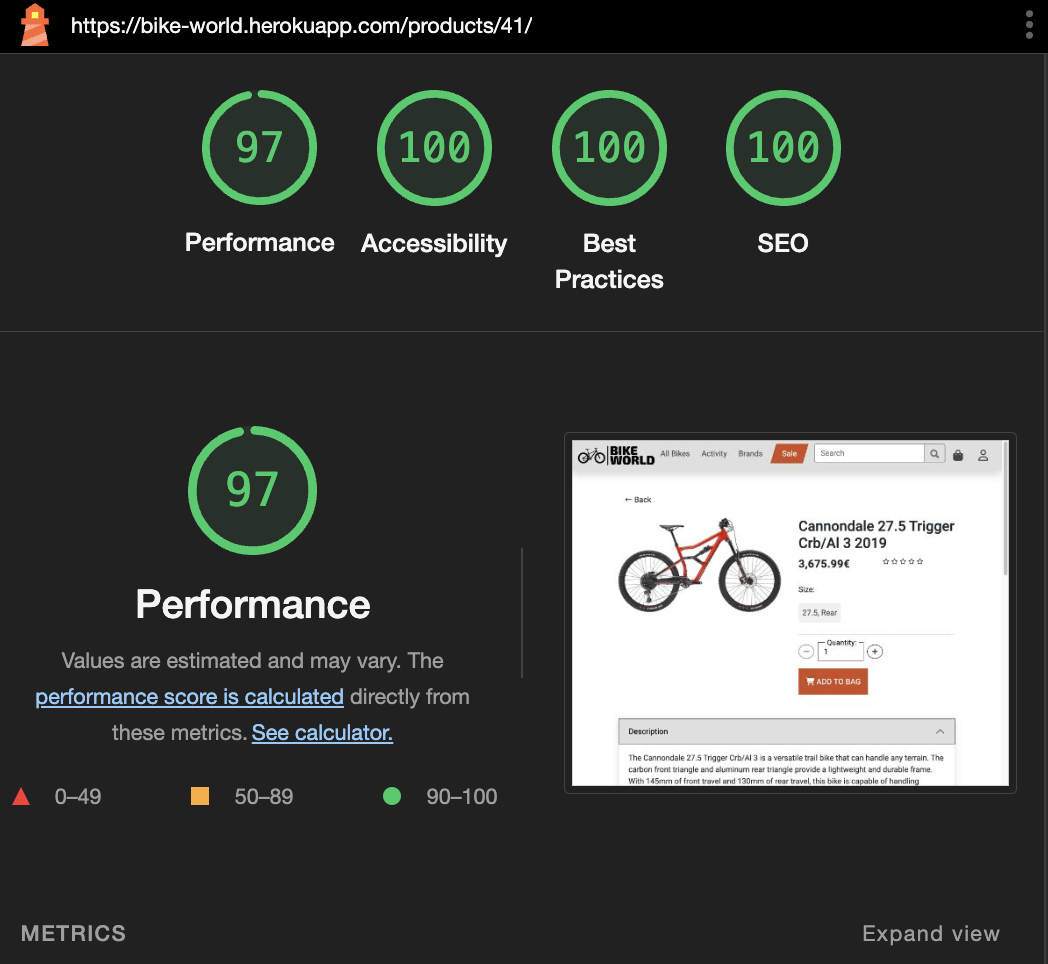 https://bike-world.herokuapp.com/products/41/
97
100
100
100
Performance
Accessibility
Best
Practices
SEO
97
Performance
Values are estimated and may vary. The
performance score is calculated directly from
these metrics. See calculator.
0–49
50–89
90–100
BIKE
WORLD
All Bikes
Activity
Brands
Sale
Search
← Back
Cannondale 27.5 Trigger
Crb/Al 3 2019
3,675.99€
Size:
27.5, Rear
Quantity:
1
ADD TO BAG
Description
The Cannondale 27.5 Trigger Crb/Al 3 is a versatile trail bike that can handle any terrain. The
carbon front triangle and aluminum rear triangle provide a lightweight and durable frame.
With 145mm of front travel and 130mm of rear travel, this bike is capable of handling
METRICS
Expand view